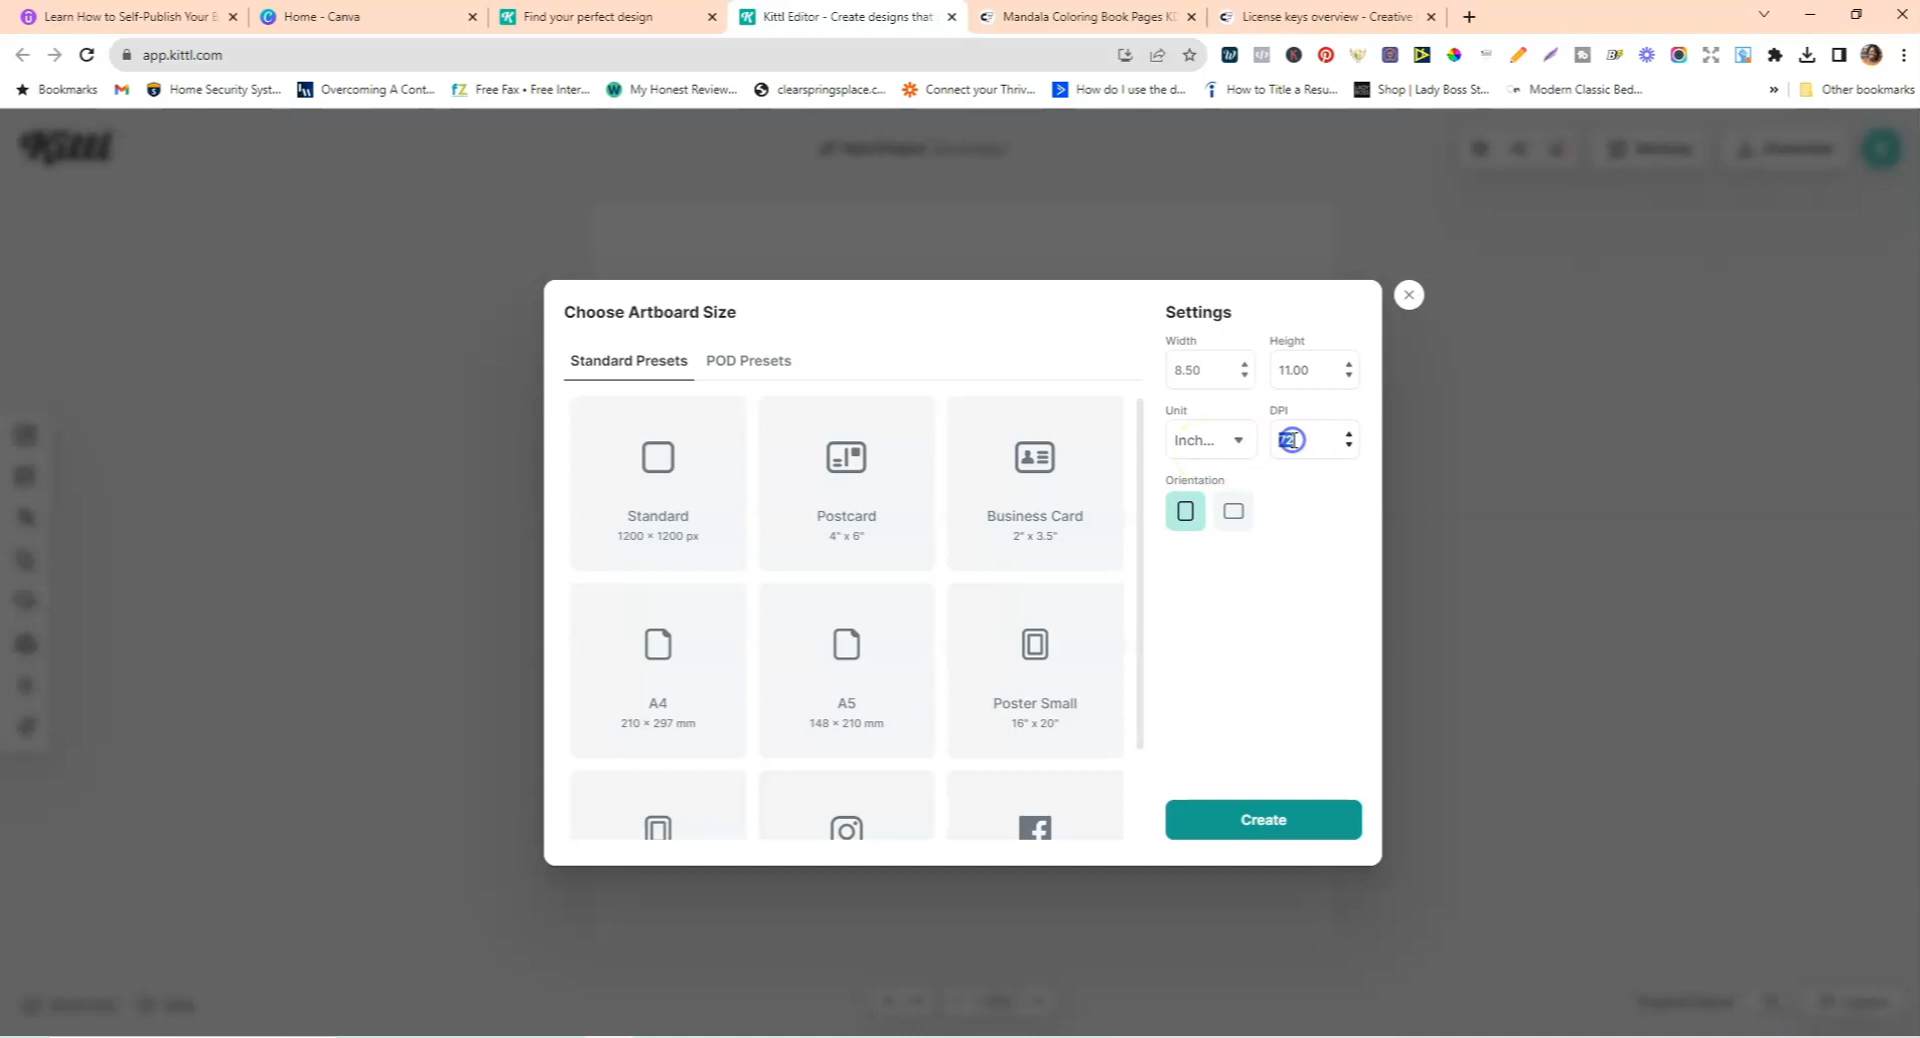 Learn How to Self-Publish Your B
Home - Canva
Find your perfect design
Kittl Editor - Create designs that
Mandala Coloring Book Pages KD
License keys overview - Creative
app.kittl.com
Bookmarks
Home Security Syst...
Overcoming A Cont...
Free Fax • Free Inter...
My Honest Review...
clearspringsplace.c...
Connect your Thriv...
How do I use the d...
How to Title a Resu...
Shop | Lady Boss St...
Modern Classic Bed...
»
Other bookmarks
Kittl
Choose Artboard Size
Settings
Standard Presets
POD Presets
Width
Height
8.50
11.00
Unit
DPI
Inch...
72
Orientation
Standard
1200 × 1200 px
Postcard
4" x 6"
Business Card
2" x 3.5"
A4
210 × 297 mm
A5
148 × 210 mm
Poster Small
16" x 20"
Create